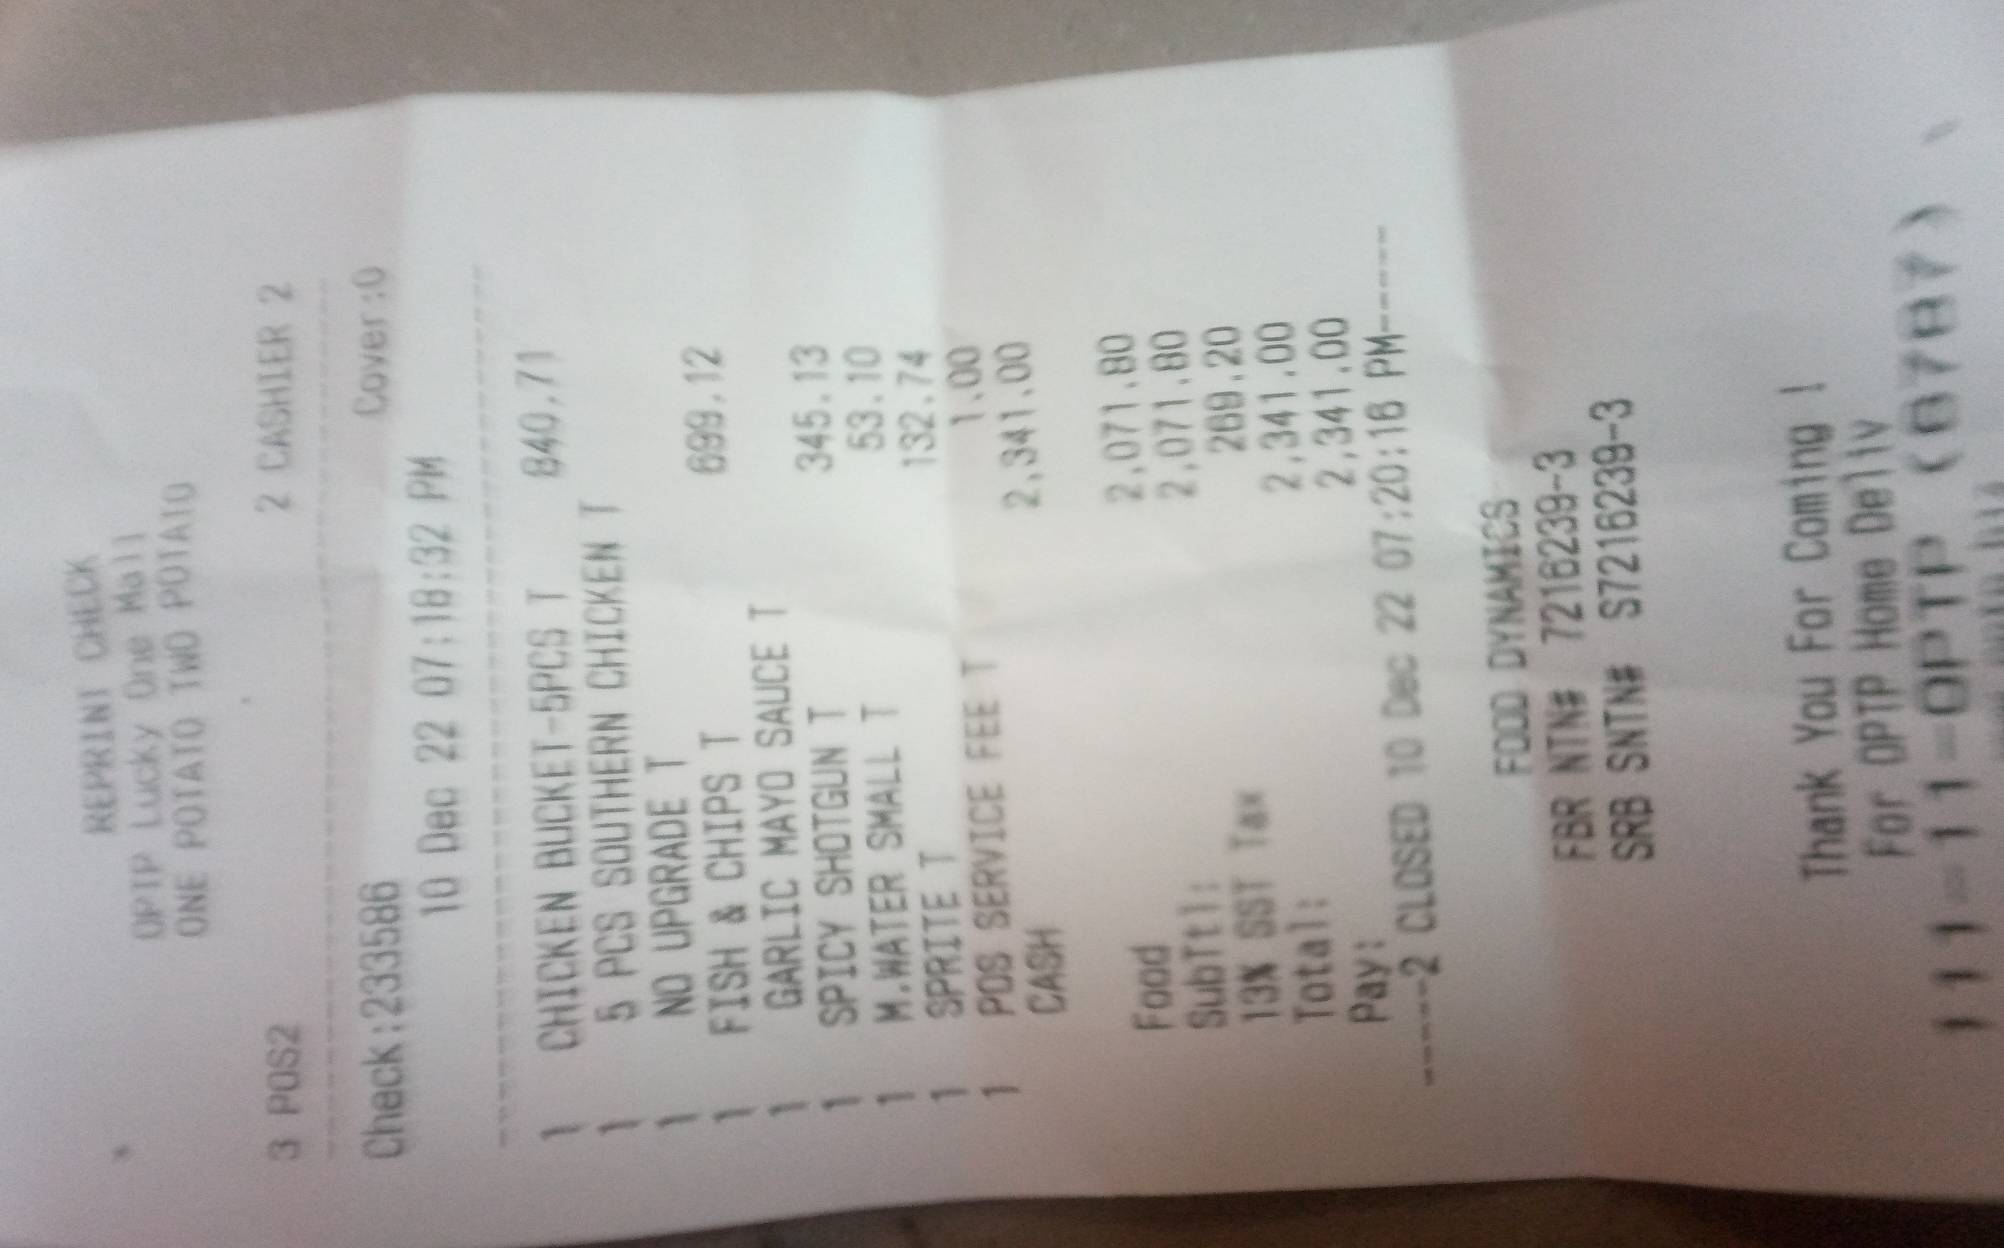 REPRINT CHECK
OPTP Lucky One Mall
ONE POTATO TWO POTATO
3 POS2 2 CASHIER 2
Check:233586 Cover:0
10 Dec 22 07:18:32 PM
1 CHICKEN BUCKET-5PCS T 840.71
1 5 PCS SOUTHERN CHICKEN T
1 NO UPGRADE T
1 FISH & CHIPS T 699.12
1 GARLIC MAYO SAUCE T
1 SPICY SHOTGUN T 345.13
1 M.WATER SMALL T 53.10
1 SPRITE T 132.74
1 POS SERVICE FEE T 1.00
CASH 2,341.00
Food 2,071.80
SubTtl: 2,071.80
13% SST Tax 269.20
Total: 2,341.00
Pay: 2,341.00
-----2 CLOSED 10 Dec 22 07:20:16 PM-----
FOOD DYNAMICS
FBR NTN# 7216239-3
SRB SNTN# S7216239-3
Thank You For Coming !
For OPTP Home Deliv
111-11-OPTP (6787)